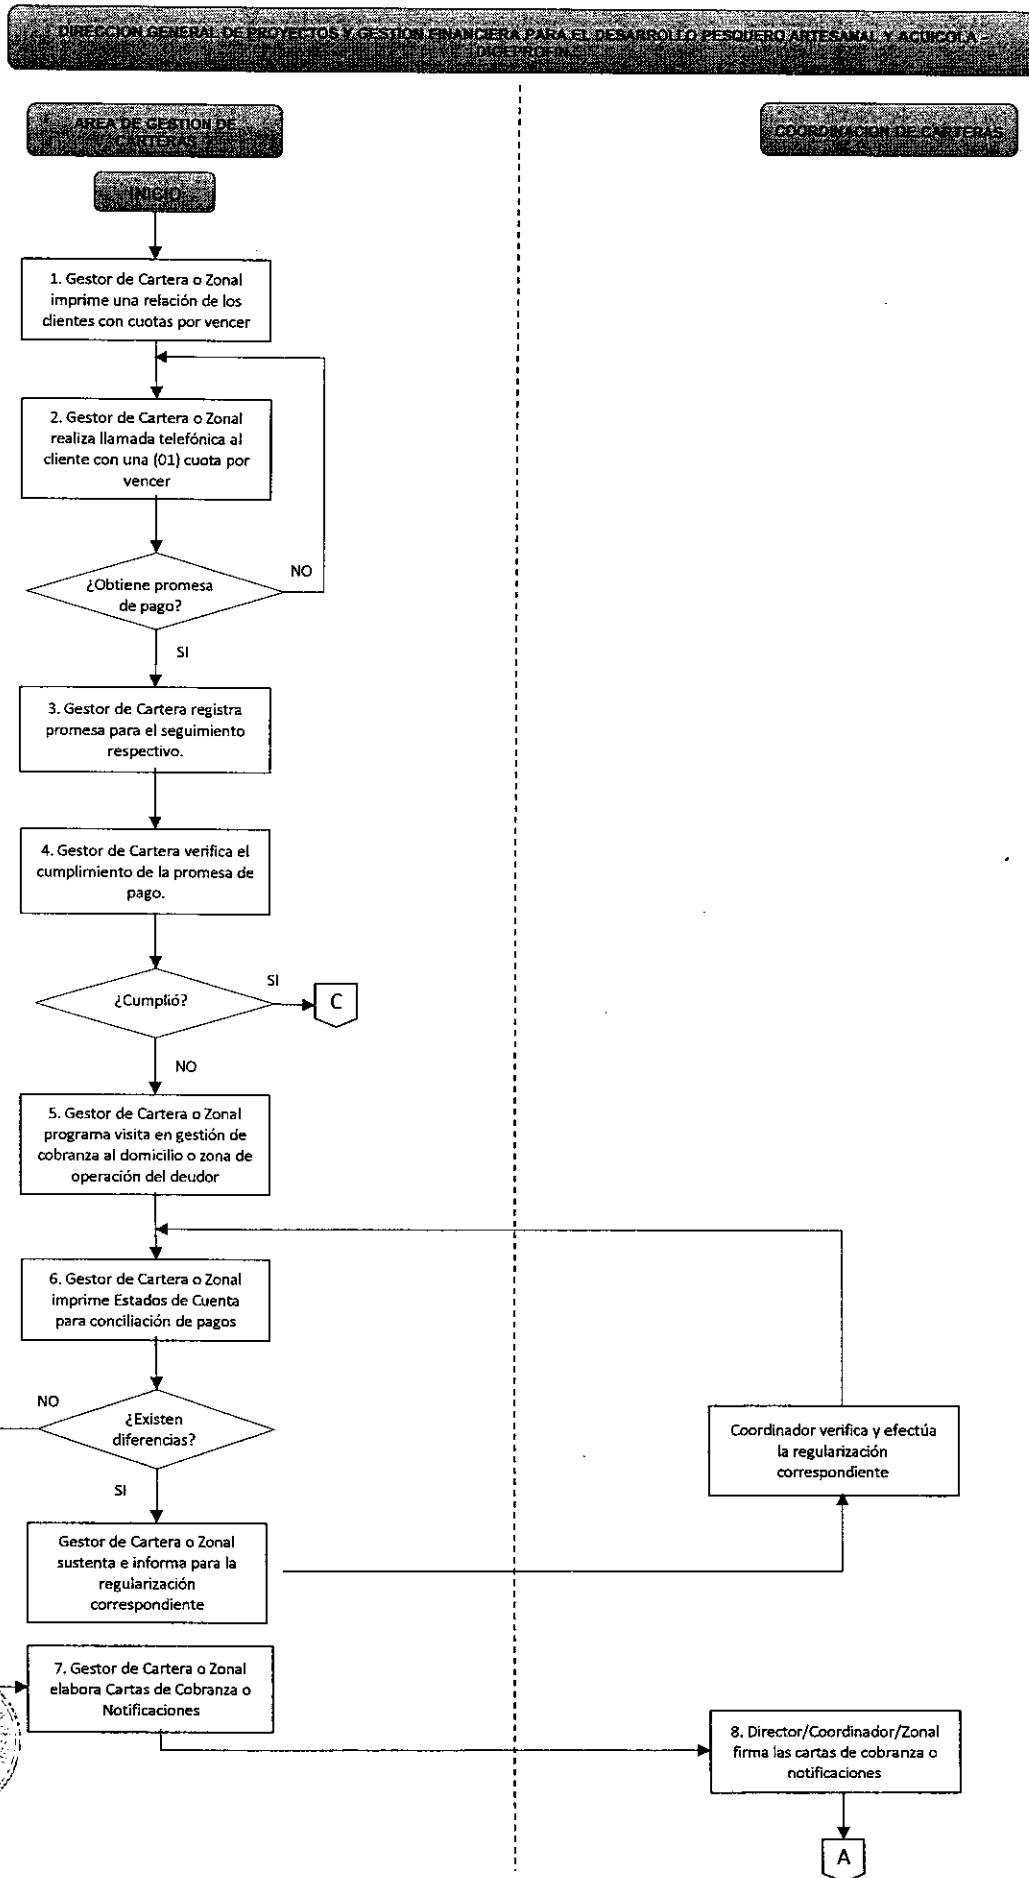 DIRECCION GENERAL DE PROYECTOS Y GESTION FINANCIERA PARA EL DESARROLLO PESQUERO ARTESANAL Y ACUICOLA -
DIGEPROFIN
AREA DE GESTION DE
CARTERAS
COORDINACION DE CARTERAS
INICIO
1. Gestor de Cartera o Zonal
imprime una relación de los
clientes con cuotas por vencer
2. Gestor de Cartera o Zonal
realiza llamada telefónica al
cliente con una (01) cuota por
vencer
¿Obtiene promesa
de pago?
NO
SI
3. Gestor de Cartera registra
promesa para el seguimiento
respectivo.
4. Gestor de Cartera verifica el
cumplimiento de la promesa de
pago.
¿Cumplió?
SI
C
NO
5. Gestor de Cartera o Zonal
programa visita en gestión de
cobranza al domicilio o zona de
operación del deudor
6. Gestor de Cartera o Zonal
imprime Estados de Cuenta
para conciliación de pagos
NO
¿Existen
diferencias?
SI
Coordinador verifica y efectúa
la regularización
correspondiente
Gestor de Cartera o Zonal
sustenta e informa para la
regularización
correspondiente
7. Gestor de Cartera o Zonal
elabora Cartas de Cobranza o
Notificaciones
8. Director/Coordinador/Zonal
firma las cartas de cobranza o
notificaciones
A